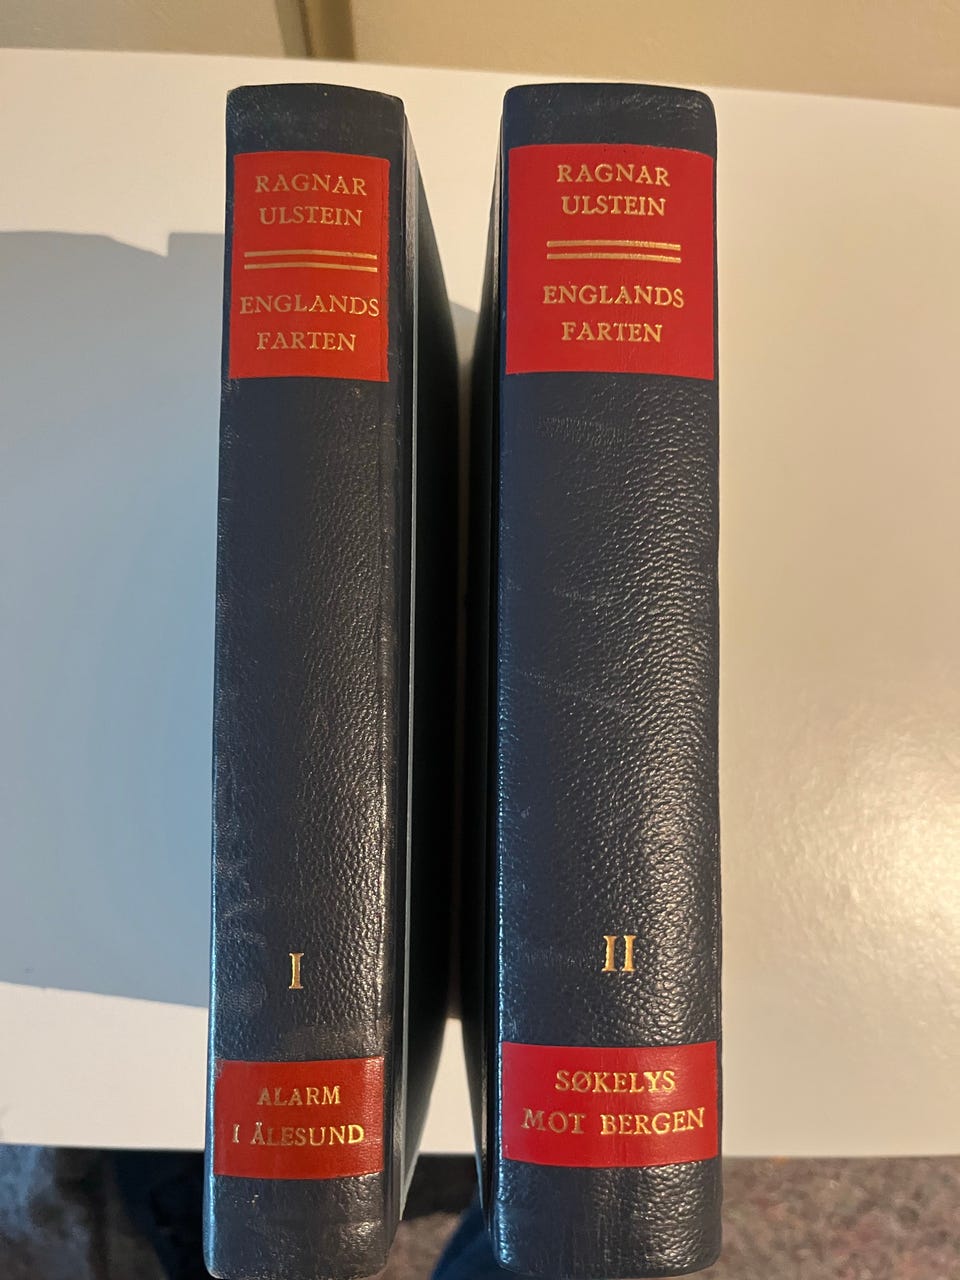 RAGNAR
ULSTEIN
ENGLANDS
FARTEN
I
ALARM
I ÅLESUND
RAGNAR
ULSTEIN
ENGLANDS
FARTEN
II
SØKELYS
MOT BERGEN